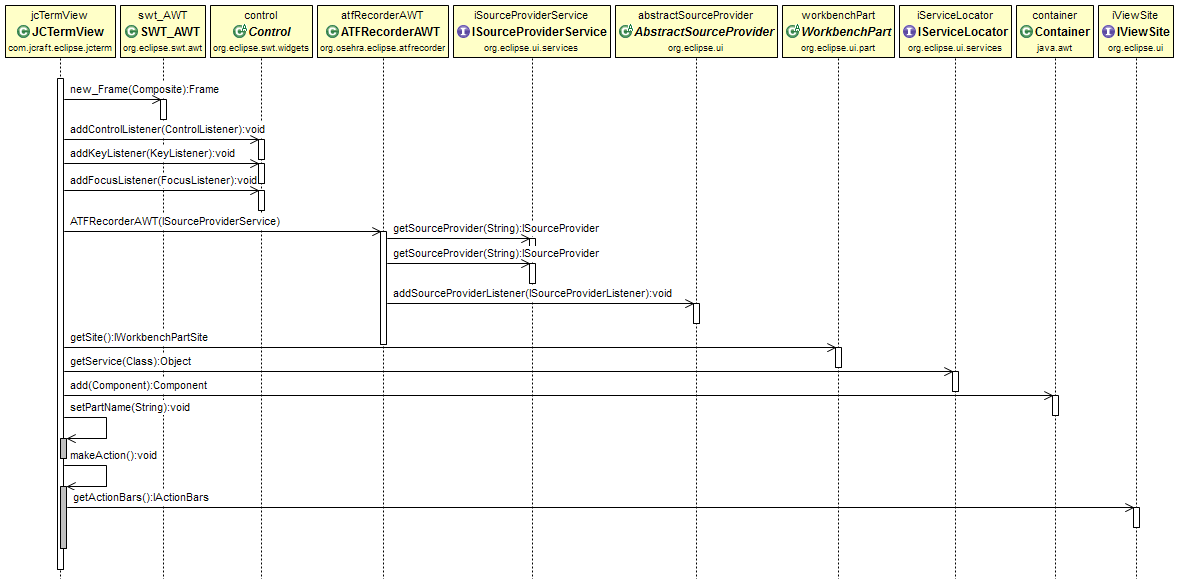 jcTermView
JCTermView
com.jcraft.eclipse.jcterm
swt_AWT
SWT_AWT
org.eclipse.swt.awt
control
Control
org.eclipse.swt.widgets
atfRecorderAWT
ATFRecorderAWT
org.osehra.eclipse.atfrecorder
iSourceProviderService
ISourceProviderService
org.eclipse.ui.services
abstractSourceProvider
AbstractSourceProvider
org.eclipse.ui
workbenchPart
WorkbenchPart
org.eclipse.ui.part
iServiceLocator
IServiceLocator
org.eclipse.ui.services
container
Container
java.awt
iViewSite
IViewSite
org.eclipse.ui
new_Frame(Composite):Frame
addControlListener(ControlListener):void
addKeyListener(KeyListener):void
addFocusListener(FocusListener):void
ATFRecorderAWT(ISourceProviderService)
getSourceProvider(String):ISourceProvider
getSourceProvider(String):ISourceProvider
addSourceProviderListener(ISourceProviderListener):void
getSite():IWorkbenchPartSite
getService(Class):Object
add(Component):Component
setPartName(String):void
makeAction():void
getActionBars():IActionBars